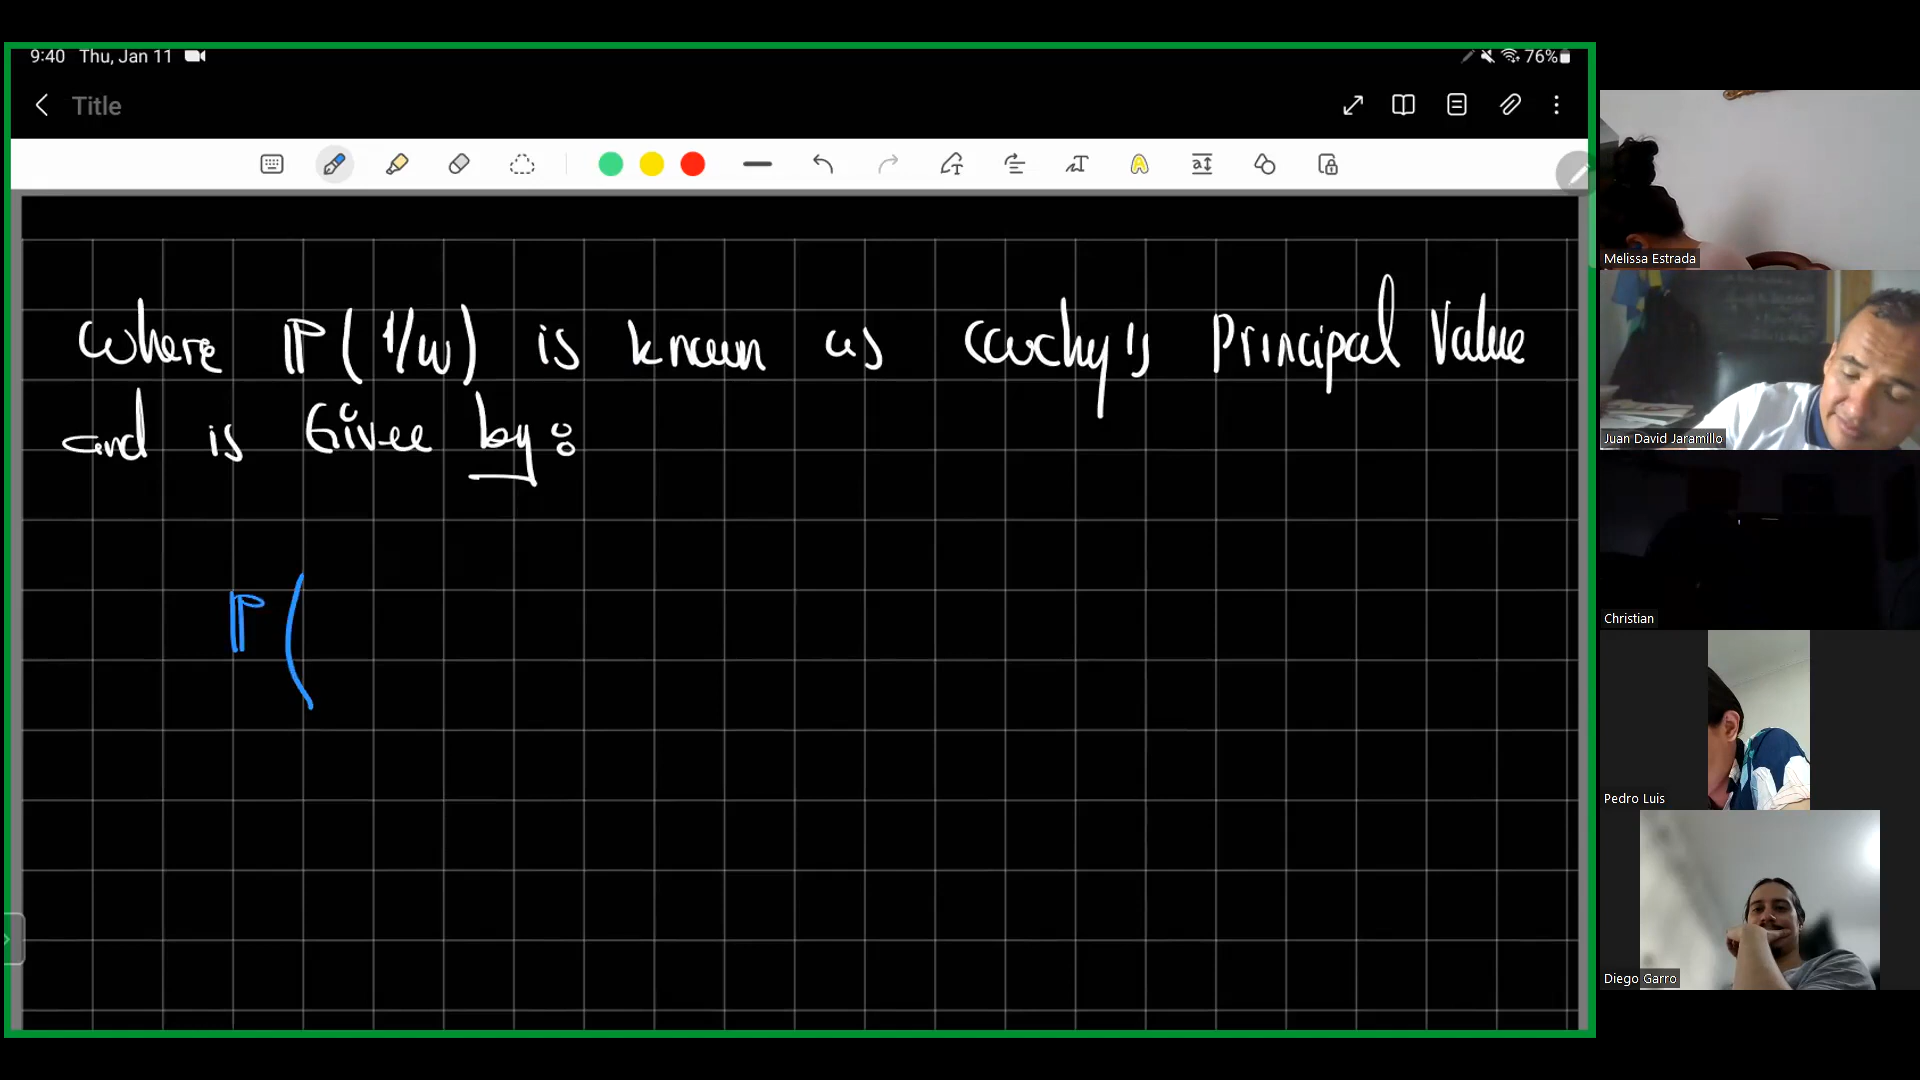 9:40 Thu, Jan 11 76%
Title
where ℙ(1/w) is known as Cauchy's Principal Value
and is Given by:
ℙ(
Melissa Estrada
Juan David Jaramillo
Christian
Pedro Luis
Diego Garro